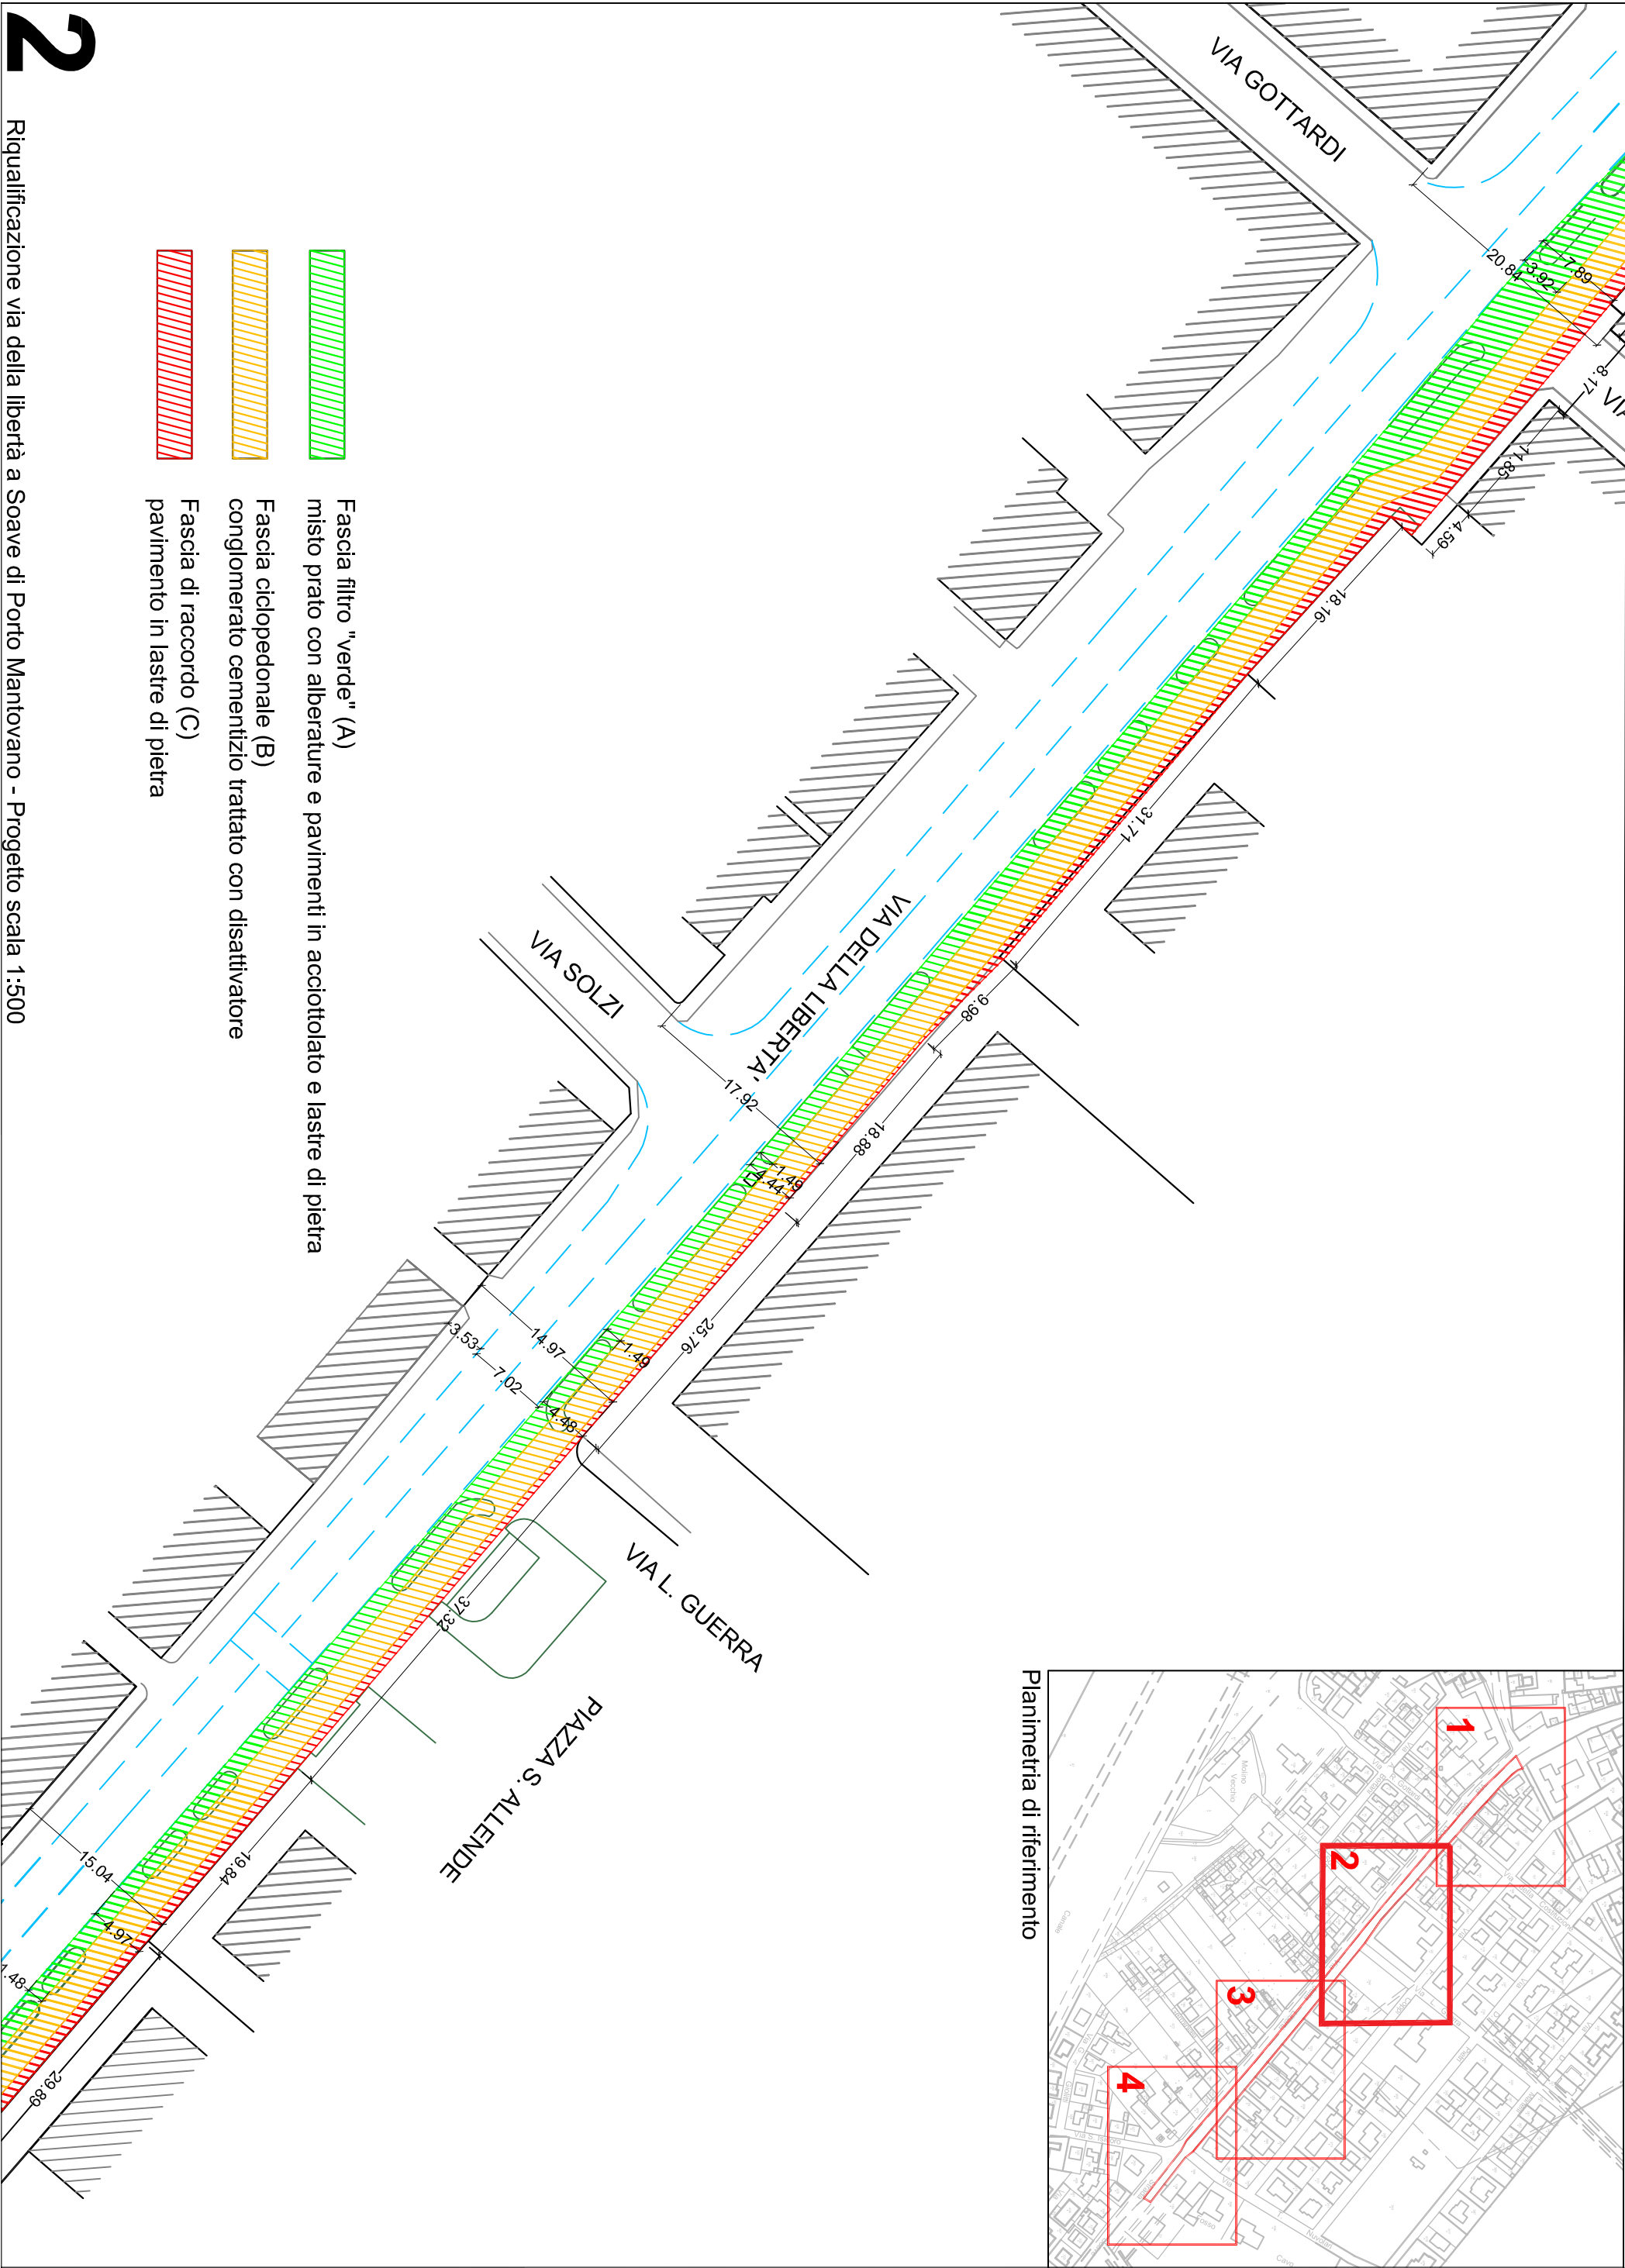 2
Riqualificazione via della libertà a Soave di Porto Mantovano - Progetto scala 1:500
Fascia filtro "verde" (A)
misto prato con alberature e pavimenti in acciottolato e lastre di pietra
Fascia ciclopedonale (B)
conglomerato cementizio trattato con disattivatore
Fascia di raccordo (C)
pavimento in lastre di pietra
VIA GOTTARDI
VIA SOLZI
VIA DELLA LIBERTA'
VIA L. GUERRA
PIAZZA S. ALLENDE
20.84
3.92
7.89
8.17
11.85
4.59
18.16
31.71
9.98
18.88
17.92
1.49
4.44
25.76
14.97
1.49
3.53
7.02
4.48
37.32
19.84
15.04
4.97
29.89
Planimetria di riferimento
1
2
3
4